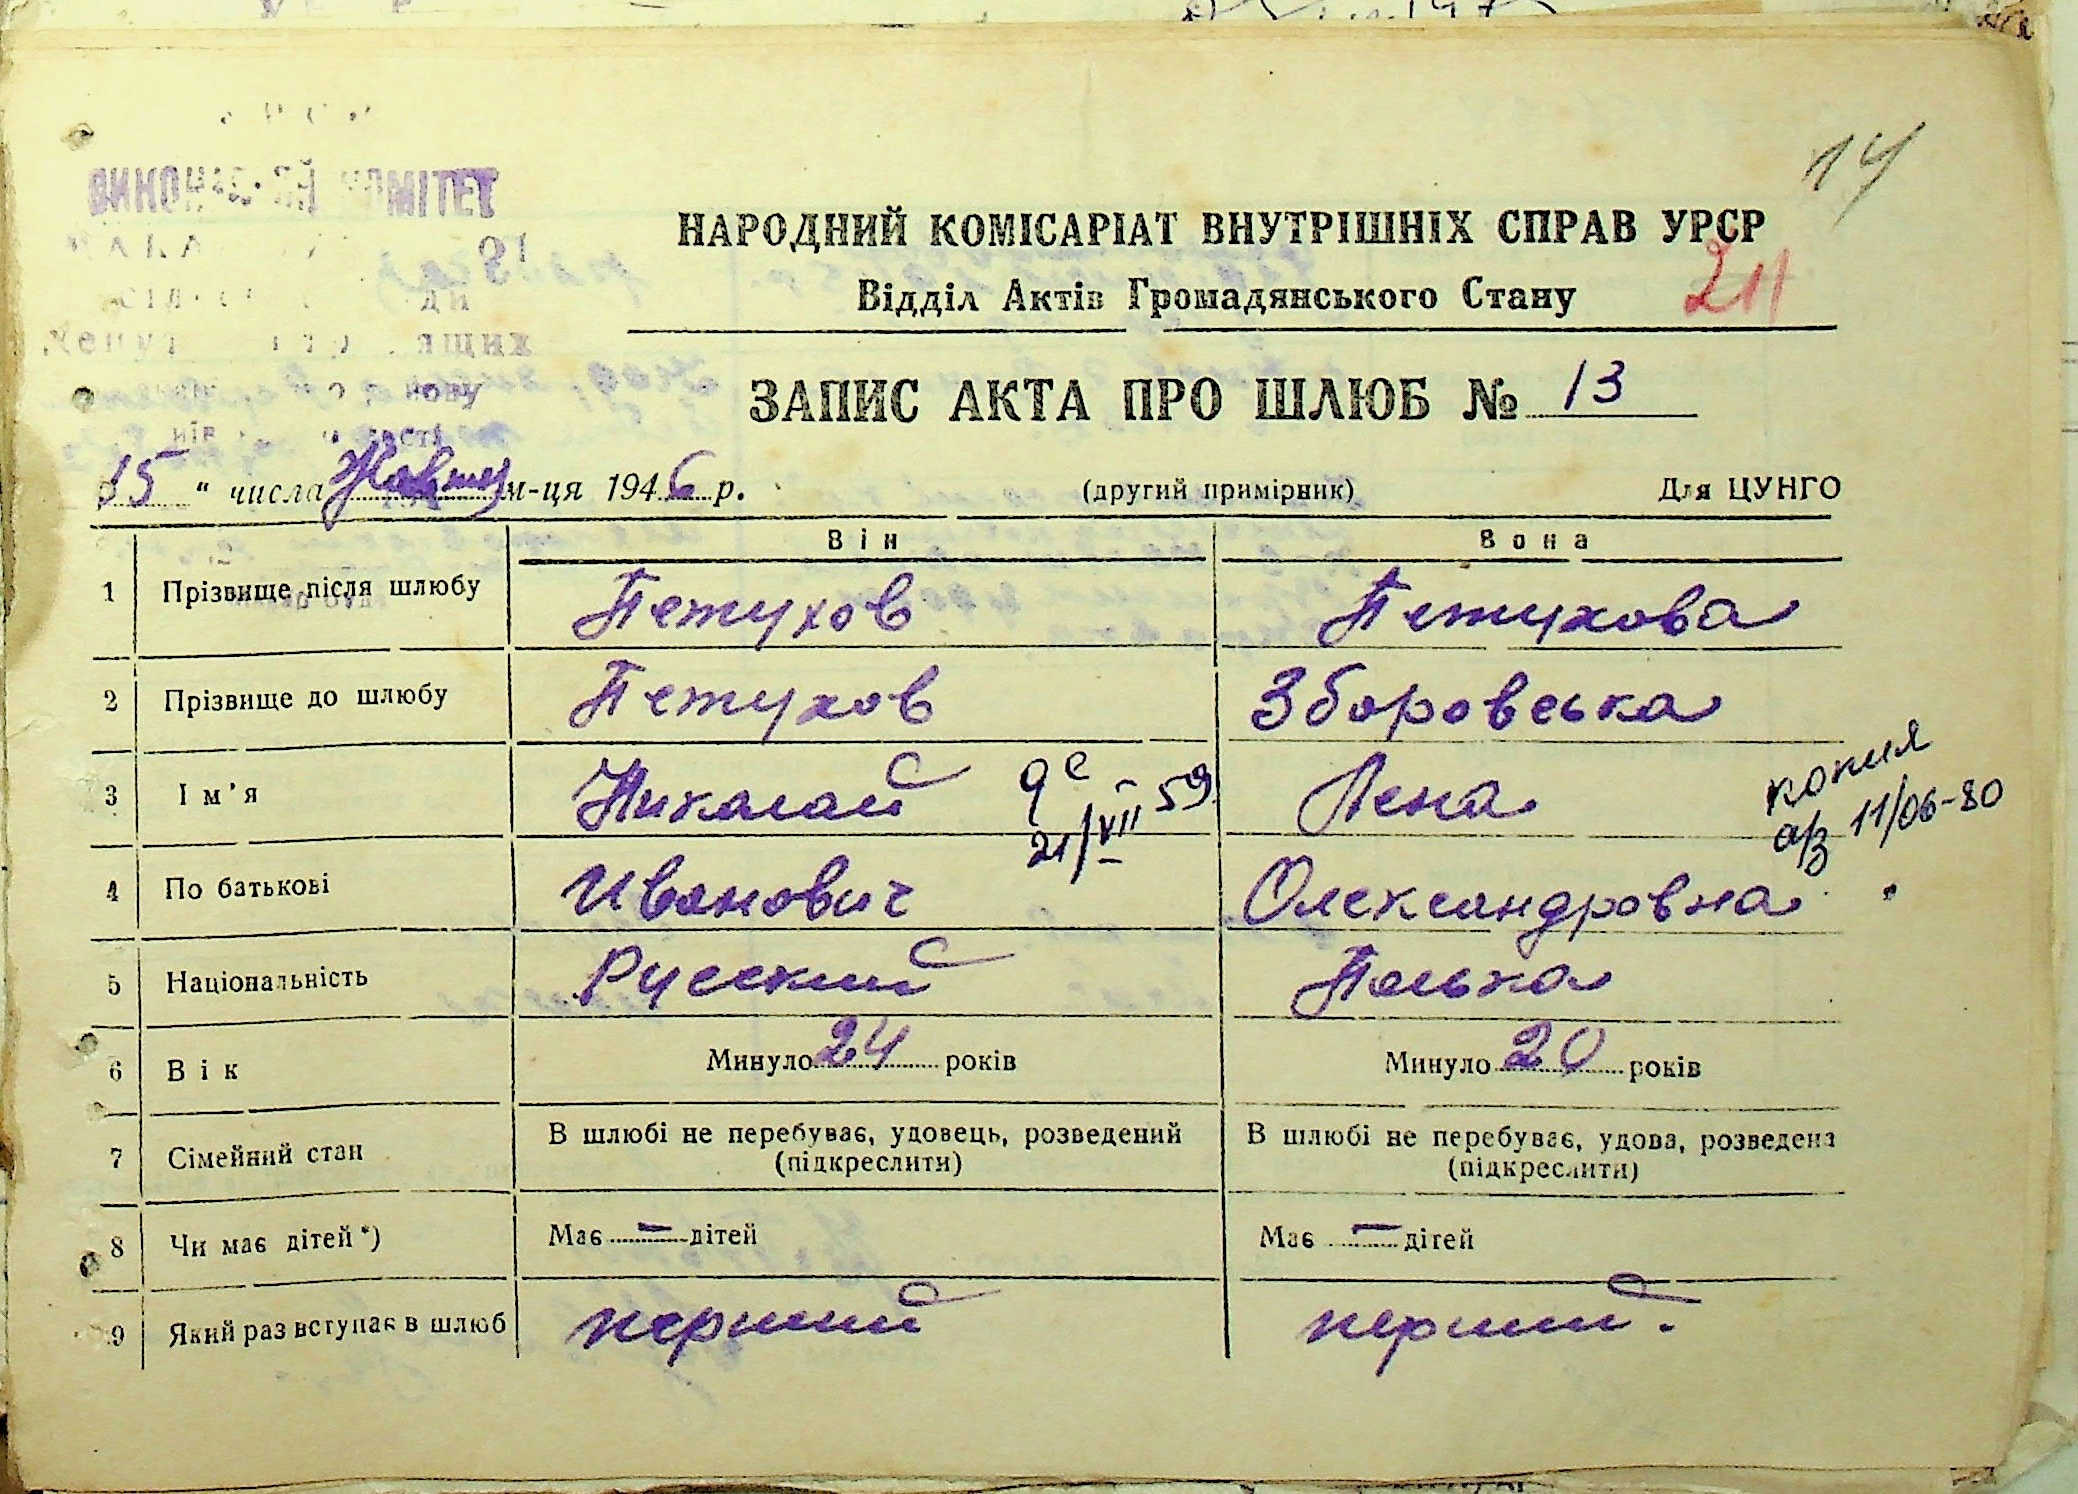 14
НАРОДНИЙ КОМІСАРІАТ ВНУТРІШНІХ СПРАВ УРСР
Відділ Актів Громадянського Стану
211
ЗАПИС АКТА ПРО ШЛЮБ № 13
15 " числа Жовтня м-ця 1946 р. (другий примірник) Для ЦУНГО
Він Вона
1 Прізвище після шлюбу Петухов Петухова
2 Прізвище до шлюбу Петухов Зборовська
3 Ім'я Николай Лена
21/VII 59
копия
11/06-80
4 По батькові Иванович Олександровна
5 Національність Русский Полька
6 Вік Минуло 24 років Минуло 20 років
7 Сімейний стан В шлюбі не перебуває, удовець, розведений (підкреслити) В шлюбі не перебуває, удова, розведена (підкреслити)
8 Чи має дітей *) Має – дітей Має – дітей
9 Який раз вступає в шлюб перший перший.